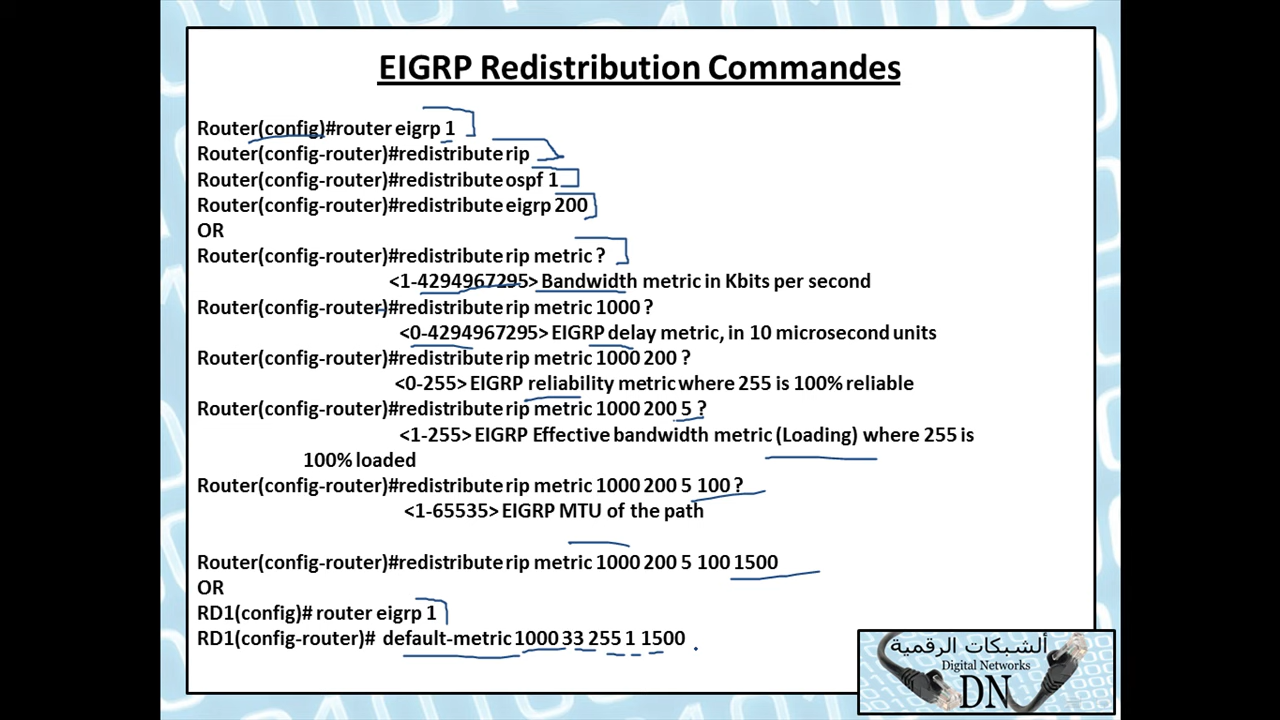 EIGRP Redistribution Commandes
Router(config)#router eigrp 1
Router(config-router)#redistribute rip
Router(config-router)#redistribute ospf 1
Router(config-router)#redistribute eigrp 200
OR
Router(config-router)#redistribute rip metric ?
<1-4294967295> Bandwidth metric in Kbits per second
Router(config-router)#redistribute rip metric 1000 ?
<0-4294967295> EIGRP delay metric, in 10 microsecond units
Router(config-router)#redistribute rip metric 1000 200 ?
<0-255> EIGRP reliability metric where 255 is 100% reliable
Router(config-router)#redistribute rip metric 1000 200 5 ?
<1-255> EIGRP Effective bandwidth metric (Loading) where 255 is
100% loaded
Router(config-router)#redistribute rip metric 1000 200 5 100 ?
<1-65535> EIGRP MTU of the path
Router(config-router)#redistribute rip metric 1000 200 5 100 1500
OR
RD1(config)# router eigrp 1
RD1(config-router)# default-metric 1000 33 255 1 1500
ألشبكات الرقمية
Digital Networks
DN